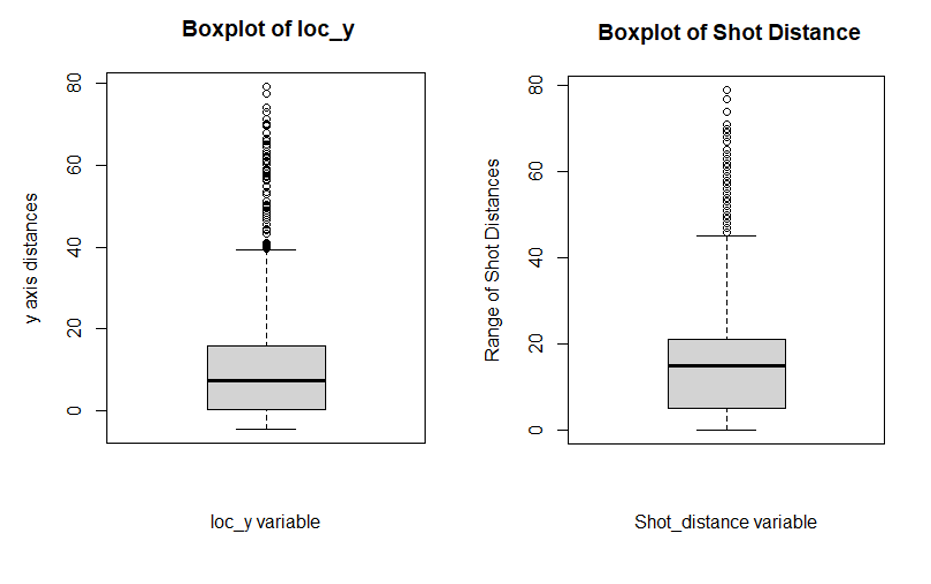 Boxplot of loc_y
y axis distances
80
60
40
20
0
loc_y variable
Boxplot of Shot Distance
Range of Shot Distances
80
60
40
20
0
Shot_distance variable